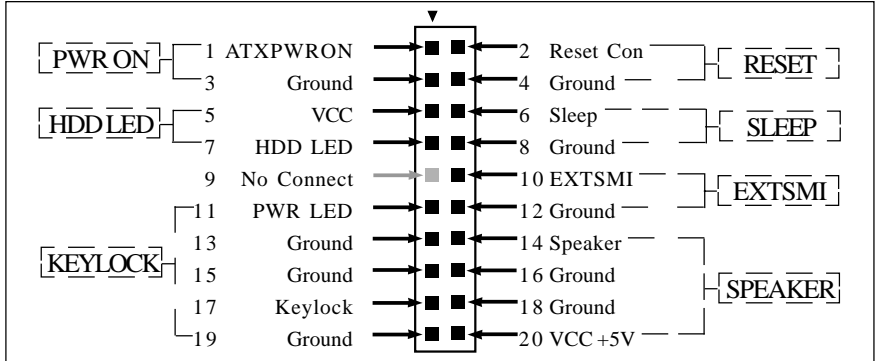 1 ATXPWRON 2 Reset Con
PWR ON RESET
3 Ground 4 Ground
5 VCC 6 Sleep
HDD LED SLEEP
7 HDD LED 8 Ground
9 No Connect 10 EXTSMI
EXTSMI
11 PWR LED 12 Ground
13 Ground 14 Speaker
KEYLOCK
15 Ground 16 Ground
SPEAKER
17 Keylock 18 Ground
19 Ground 20 VCC +5V